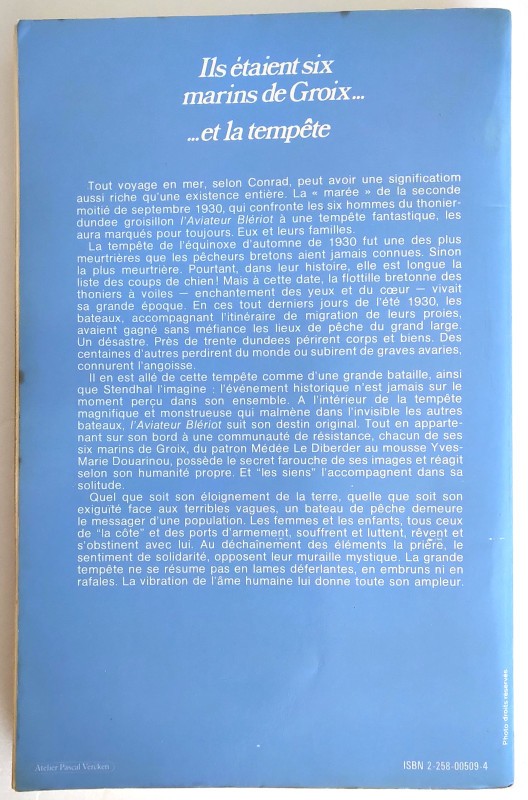 Ils étaient six
marins de Groix...
...et la tempête
Tout voyage en mer, selon Conrad, peut avoir une significatiom
aussi riche qu'une existence entière. La « marée » de la seconde
moitié de septembre 1930, qui confronte les six hommes du thonier-
dundee groisillon l'Aviateur Blériot à une tempête fantastique, les
aura marqués pour toujours. Eux et leurs familles.
La tempête de l'équinoxe d'automne de 1930 fut une des plus
meurtrières que les pêcheurs bretons aient jamais connues. Sinon
la plus meurtrière. Pourtant, dans leur histoire, elle est longue la
liste des coups de chien ! Mais à cette date, la flottille bretonne des
thoniers à voiles — enchantement des yeux et du cœur — vivait
sa grande époque. En ces tout derniers jours de l'été 1930, les
bateaux, accompagnant l'itinéraire de migration de leurs proies,
avaient gagné sans méfiance les lieux de pêche du grand large.
Un désastre. Près de trente dundees périrent corps et biens. Des
centaines d'autres perdirent du monde ou subirent de graves avaries,
connurent l'angoisse.
Il en est allé de cette tempête comme d'une grande bataille, ainsi
que Stendhal l'imagine : l'événement historique n'est jamais sur le
moment perçu dans son ensemble. A l'intérieur de la tempête
magnifique et monstrueuse qui malmène dans l'invisible les autres
bateaux, l'Aviateur Blériot suit son destin original. Tout en apparte-
nant sur son bord à une communauté de résistance, chacun de ses
six marins de Groix, du patron Médée Le Diberder au mousse Yves-
Marie Douarinou, possède le secret farouche de ses images et réagit
selon son humanité propre. Et "les siens" l'accompagnent dans sa
solitude.
Quel que soit son éloignement de la terre, quelle que soit son
exiguïté face aux terribles vagues, un bateau de pêche demeure
le messager d'une population. Les femmes et les enfants, tous ceux
de "la côte" et des ports d'armement, souffrent et luttent, rêvent et
s'obstinent avec lui. Au déchaînement des éléments la prière, le
sentiment de solidarité, opposent leur muraille mystique. La grande
tempête ne se résume pas en lames déferlantes, en embruns ni en
rafales. La vibration de l'âme humaine lui donne toute son ampleur.
Photo droits réservés
Atelier Pascal Vercken
ISBN 2-258-00509-4